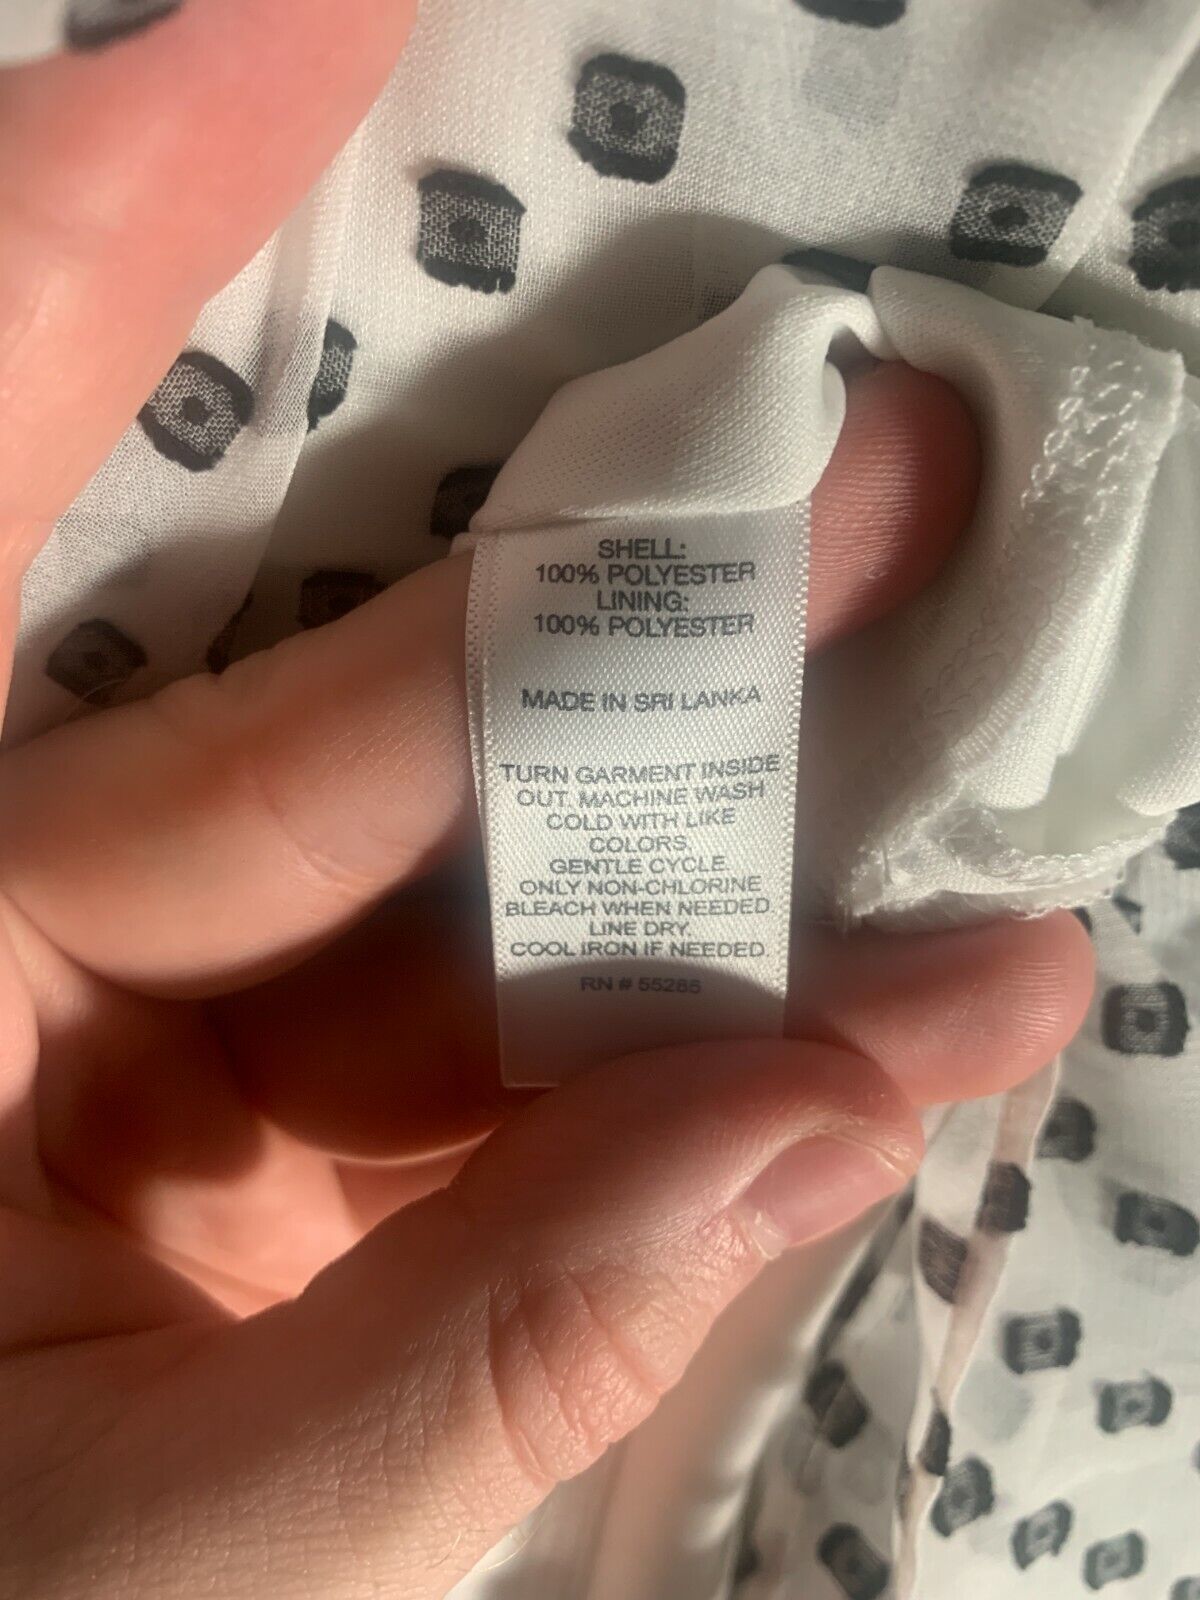 SHELL:
100% POLYESTER
LINING:
100% POLYESTER
MADE IN SRI LANKA
TURN GARMENT INSIDE
OUT. MACHINE WASH
COLD WITH LIKE
COLORS.
GENTLE CYCLE.
ONLY NON-CHLORINE
BLEACH WHEN NEEDED.
LINE DRY.
COOL IRON IF NEEDED.
RN # 55285